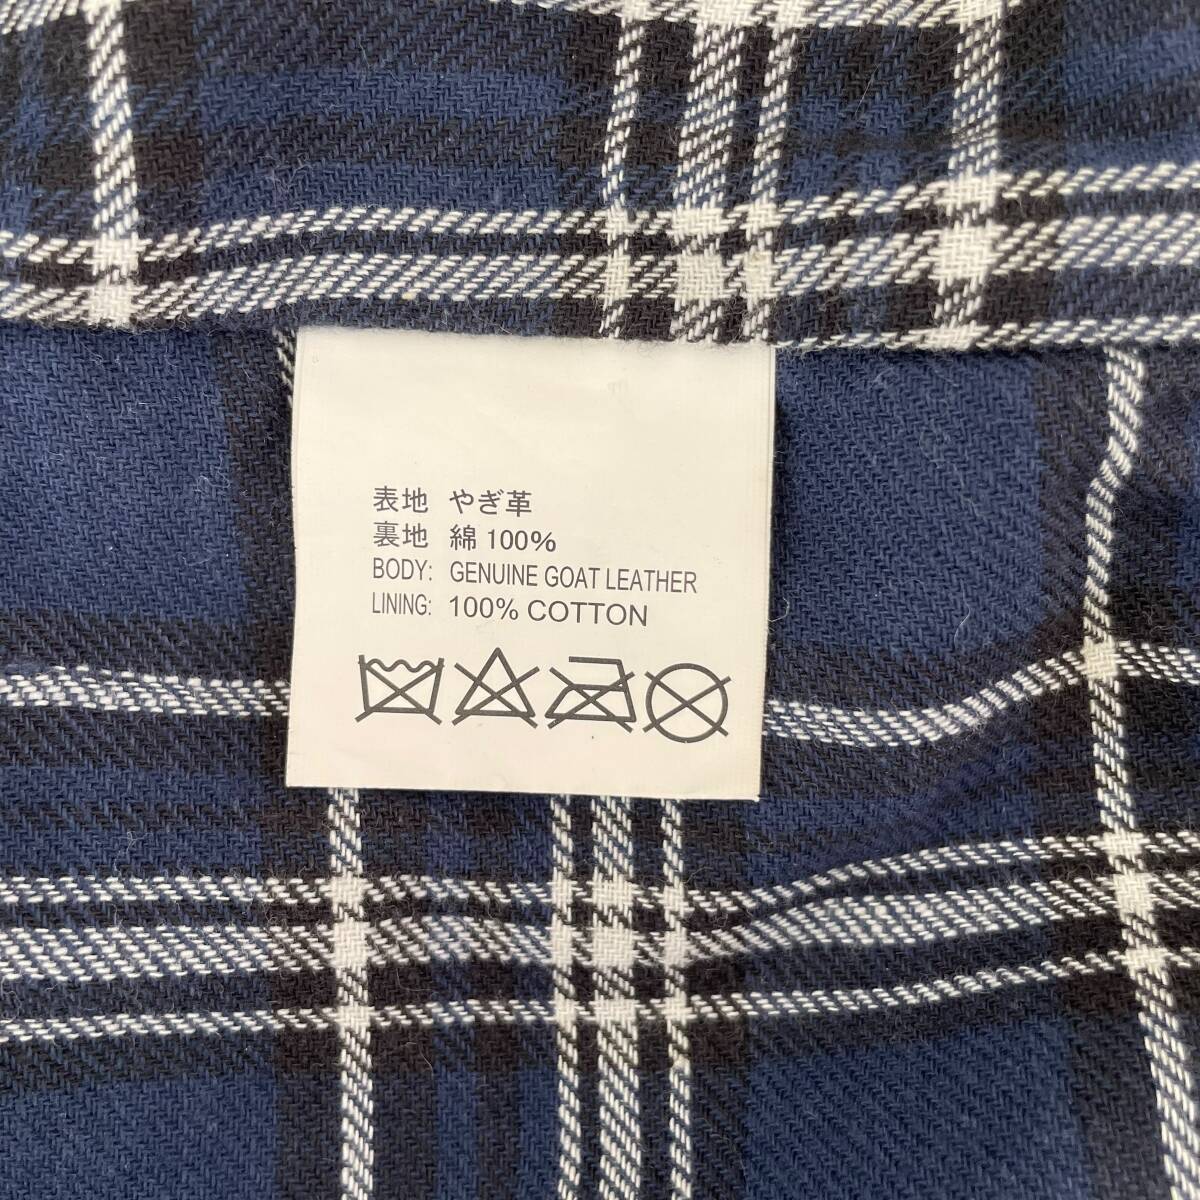 表地 やぎ革
裏地 綿 100%
BODY: GENUINE GOAT LEATHER
LINING: 100% COTTON